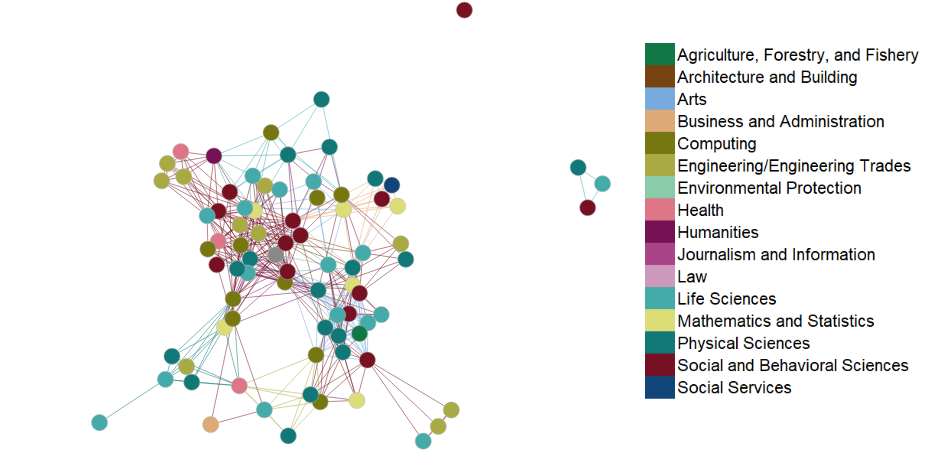 Agriculture, Forestry, and Fishery
Architecture and Building
Arts
Business and Administration
Computing
Engineering/Engineering Trades
Environmental Protection
Health
Humanities
Journalism and Information
Law
Life Sciences
Mathematics and Statistics
Physical Sciences
Social and Behavioral Sciences
Social Services